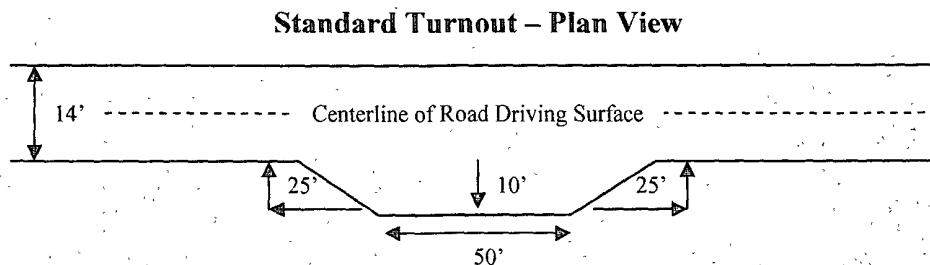 Standard Turnout – Plan View
14'
Centerline of Road Driving Surface
25'
10'
25'
50'